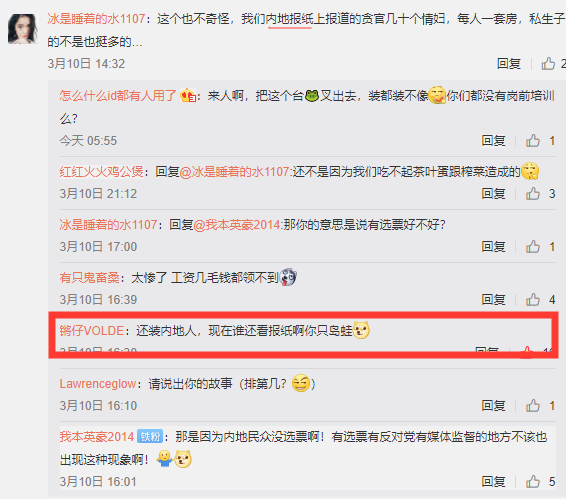 冰是睡着的水1107：这个也不奇怪，我们内地报纸上报道的贪官几十个情妇，每人一套房，私生子
的不是也挺多的...
3月10日 14:32 回复 2
怎么什么id都有人用了：来人啊，把这个台🐸叉出去，装都装不像你们都没有岗前培训
么?
今天 05:55 回复 1
红红火火鸡公煲：回复@冰是睡着的水1107:还不是因为我们吃不起茶叶蛋跟榨菜造成的
3月10日 21:12 回复 3
冰是睡着的水1107：回复@我本英豪2014:那你的意思是说有选票好不好?
3月10日 17:00 回复 1
有只鬼畜螽：太惨了 工资几毛钱都领不到
3月10日 16:39 回复 4
锵仔VOLDE：还装内地人，现在谁还看报纸啊你只岛蛙
3月10日 回复
Lawrenceglow：请说出你的故事（排第几？）
3月10日 16:10 回复 1
我本英豪2014 铁粉：那是因为内地民众没选票啊！有选票有反对党有媒体监督的地方不该也
出现这种现象啊！
3月10日 16:01 回复 5